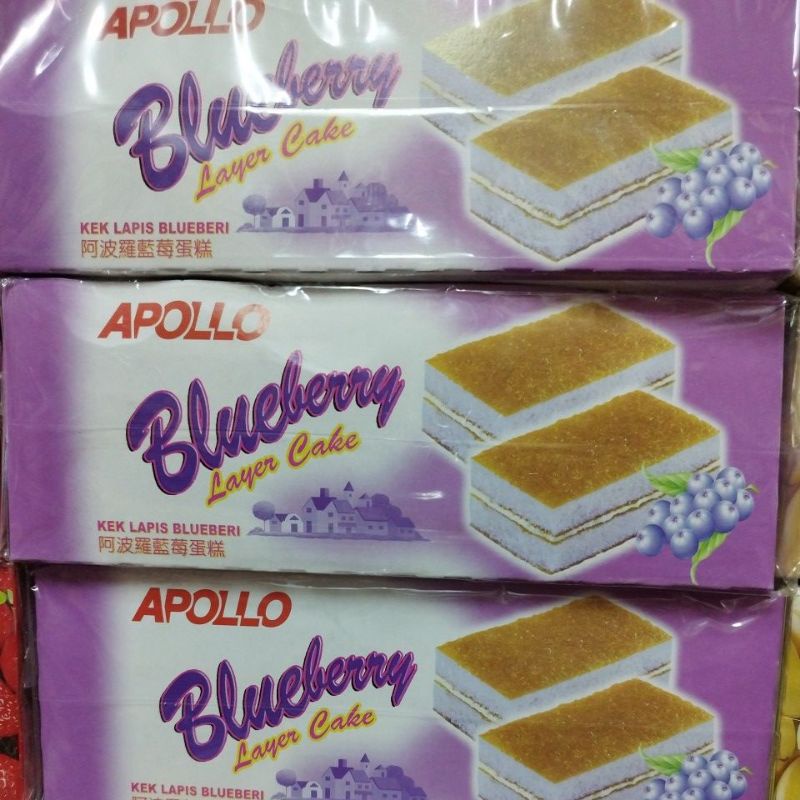 APOLLO
Blueberry
Layer Cake
KEK LAPIS BLUEBERI
阿波羅藍莓蛋糕
APOLLO
Blueberry
Layer Cake
KEK LAPIS BLUEBERI
阿波羅藍莓蛋糕
APOLLO
Blueberry
Layer Cake
KEK LAPIS BLUEBERI